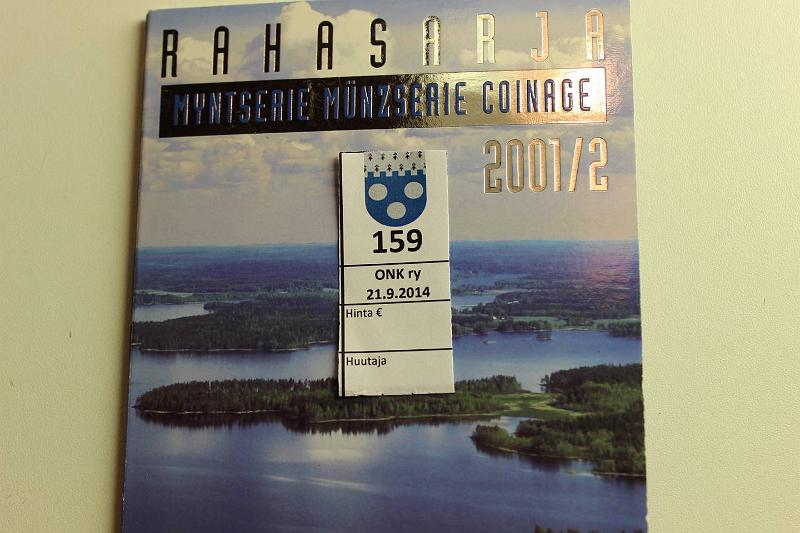 RAHASARJA
MYNTSERIE MÜNZSERIE COINAGE
2001/2
159
ONK ry
21.9.2014
Hinta €
Huutaja